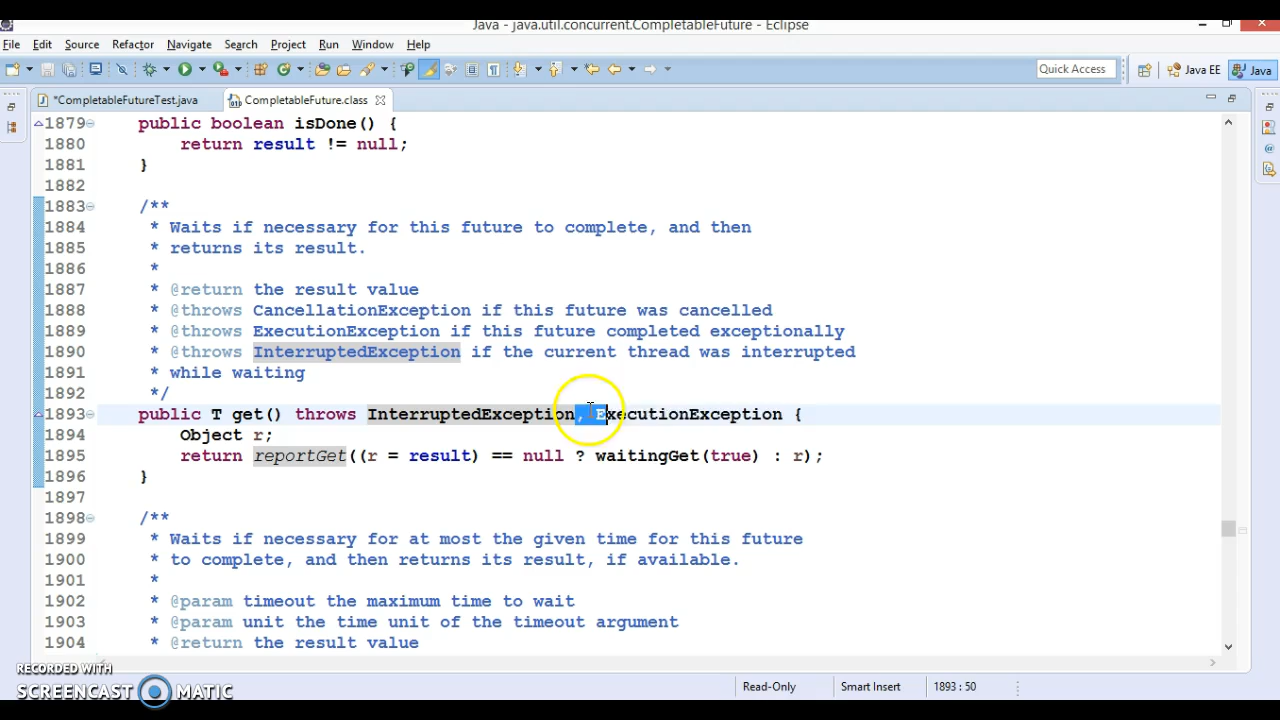 Java - java.util.concurrent.CompletableFuture - Eclipse
File Edit Source Refactor Navigate Search Project Run Window Help
Quick Access Java EE Java
*CompletableFutureTest.java CompletableFuture.class
1879 public boolean isDone() {
1880 return result != null;
1881 }
1882
1883 /**
1884 * Waits if necessary for this future to complete, and then
1885 * returns its result.
1886 *
1887 * @return the result value
1888 * @throws CancellationException if this future was cancelled
1889 * @throws ExecutionException if this future completed exceptionally
1890 * @throws InterruptedException if the current thread was interrupted
1891 * while waiting
1892 */
1893 public T get() throws InterruptedException, ExecutionException {
1894 Object r;
1895 return reportGet((r = result) == null ? waitingGet(true) : r);
1896 }
1897
1898 /**
1899 * Waits if necessary for at most the given time for this future
1900 * to complete, and then returns its result, if available.
1901 *
1902 * @param timeout the maximum time to wait
1903 * @param unit the time unit of the timeout argument
1904 * @return the result value
RECORDED WITH
SCREENCAST MATIC
Read-Only Smart Insert 1893 : 50